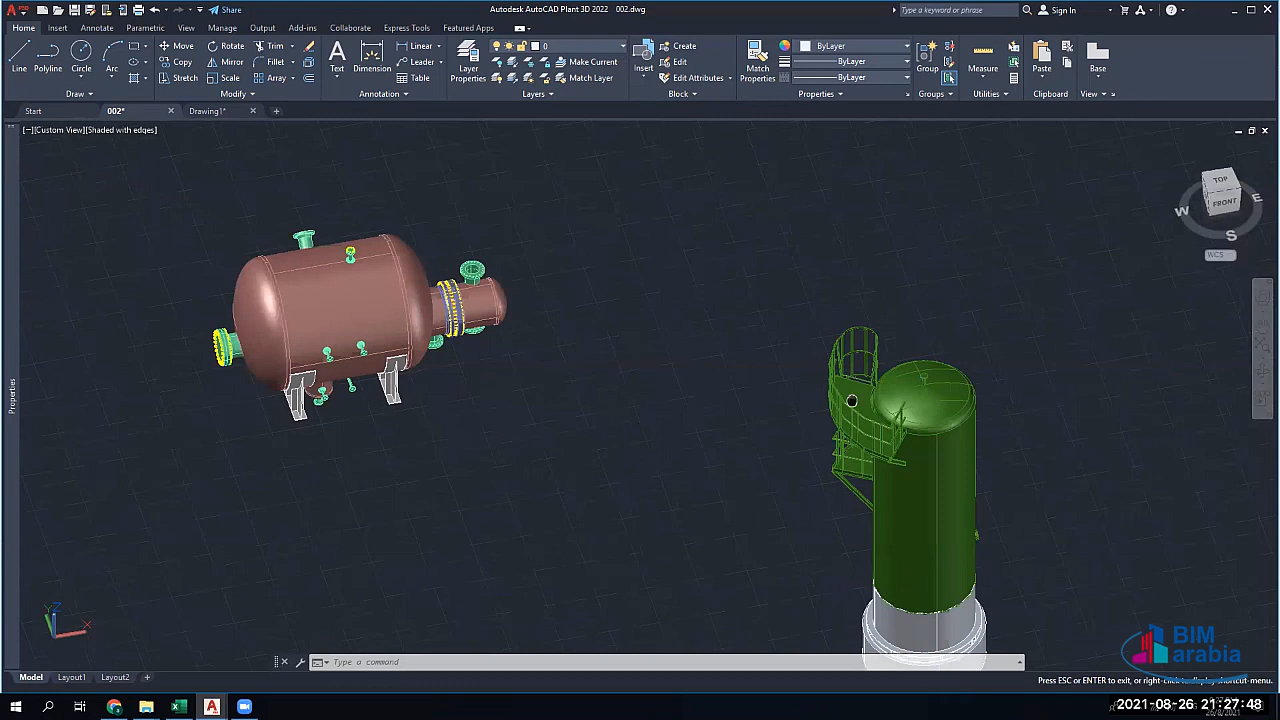 Share
Autodesk AutoCAD Plant 3D 2022 002.dwg
Type a keyword or phrase
Sign In
Home Insert Annotate Parametric View Manage Output Add-ins Collaborate Express Tools Featured Apps
Line Polyline Circle Arc
Move Rotate Trim
Copy Mirror Fillet
Stretch Scale Array
Text Dimension
Linear
Leader
Table
Layer Properties
0
Make Current
Match Layer
Insert
Create
Edit
Edit Attributes
Match Properties
ByLayer
ByLayer
ByLayer
Group
Measure
Paste
Base
Draw Modify Annotation Layers Block Properties Groups Utilities Clipboard View
Start 002* Drawing1*
[−][Custom View][Shaded with edges]
TOP
FRONT
W
E
S
WCS
Properties
Z
X
Type a command
BIM
arabia
Model Layout1 Layout2
Press ESC or ENTER to exit, or right-click to display shortcut-menu.
2021-08-26 21:27:48